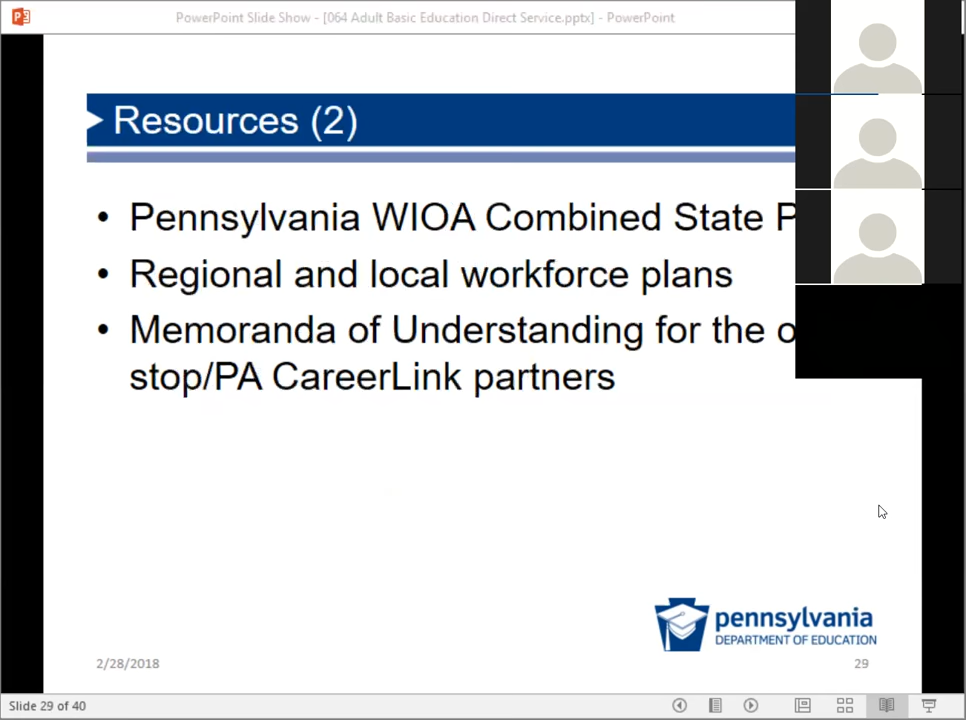 PowerPoint Slide Show - [064 Adult Basic Education Direct Service.pptx] - PowerPoint
Resources (2)
• Pennsylvania WIOA Combined State
• Regional and local workforce plans
• Memoranda of Understanding for the
stop/PA CareerLink partners
pennsylvania
DEPARTMENT OF EDUCATION
2/28/2018
29
Slide 29 of 40